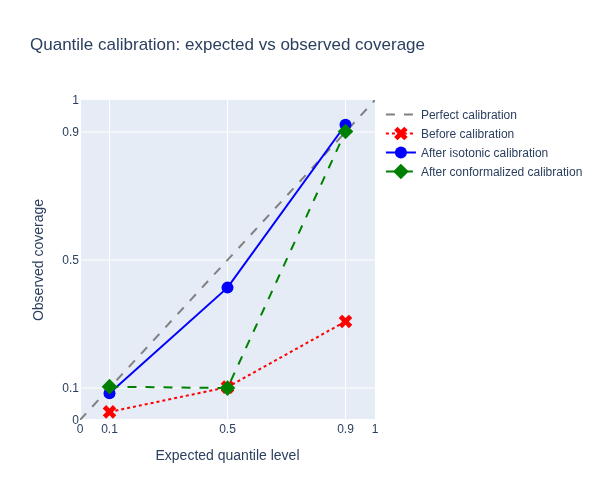 Quantile calibration: expected vs observed coverage
Perfect calibration
Before calibration
After isotonic calibration
After conformalized calibration
Observed coverage
1
0.9
0.5
0.1
0
0
0.1
0.5
0.9
1
Expected quantile level